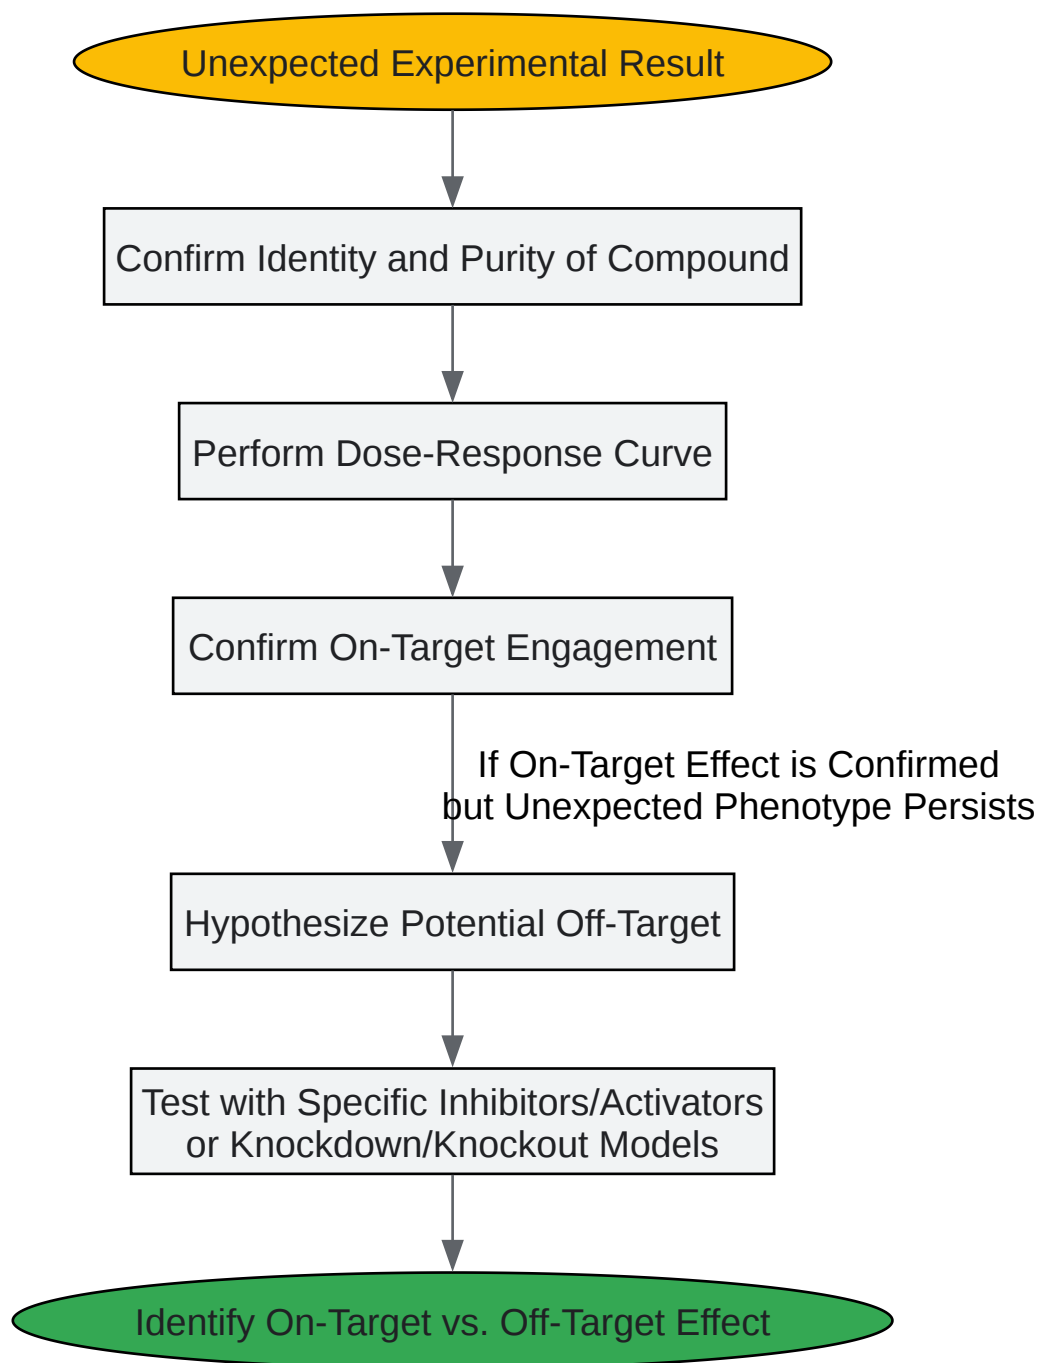 Unexpected Experimental Result
Confirm Identity and Purity of Compound
Perform Dose-Response Curve
Confirm On-Target Engagement
If On-Target Effect is Confirmed
but Unexpected Phenotype Persists
Hypothesize Potential Off-Target
Test with Specific Inhibitors/Activators
or Knockdown/Knockout Models
Identify On-Target vs. Off-Target Effect